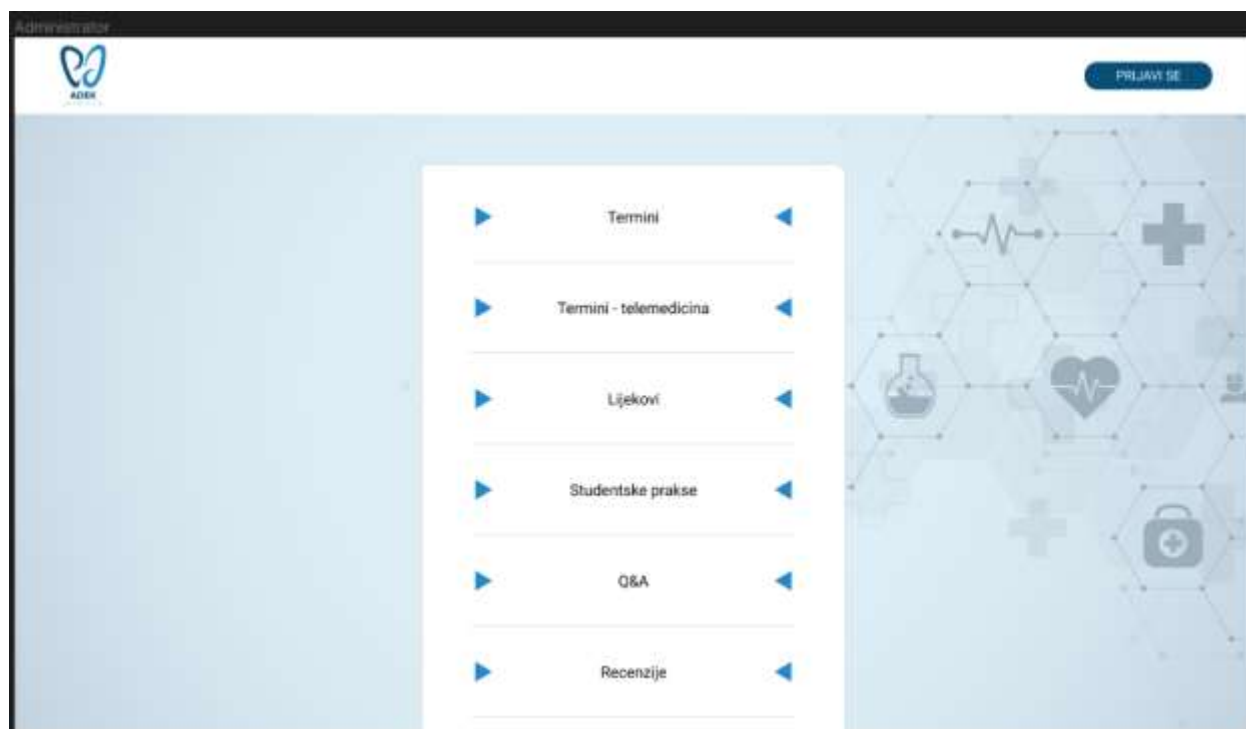 Administrator
ADEK
PRIJAVI SE
Termini
Termini - telemedicina
Lijekovi
Studentske prakse
Q&A
Recenzije